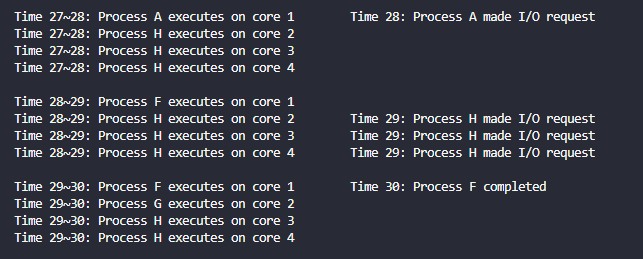 Time 27~28: Process A executes on core 1 Time 28: Process A made I/O request
Time 27~28: Process H executes on core 2
Time 27~28: Process H executes on core 3
Time 27~28: Process H executes on core 4
Time 28~29: Process F executes on core 1
Time 28~29: Process H executes on core 2 Time 29: Process H made I/O request
Time 28~29: Process H executes on core 3 Time 29: Process H made I/O request
Time 28~29: Process H executes on core 4 Time 29: Process H made I/O request
Time 29~30: Process F executes on core 1 Time 30: Process F completed
Time 29~30: Process G executes on core 2
Time 29~30: Process H executes on core 3
Time 29~30: Process H executes on core 4